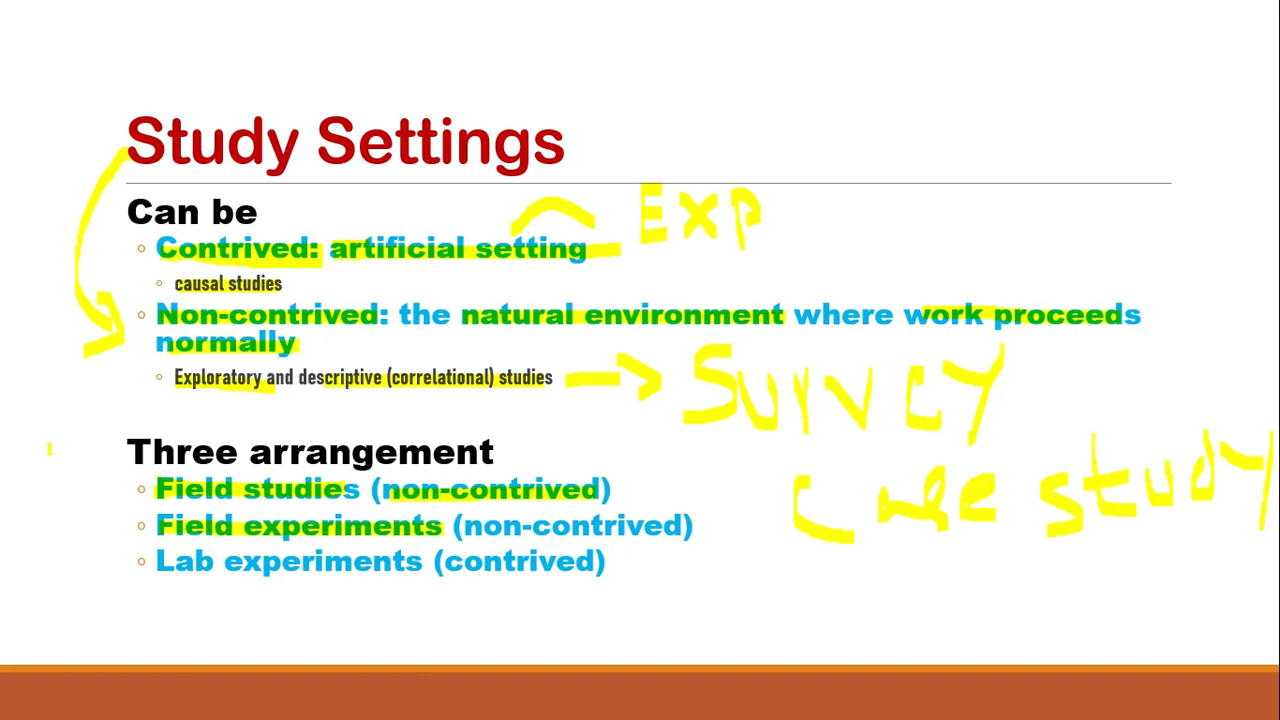 Study Settings
Can be
Exp
Contrived: artificial setting
causal studies
Non-contrived: the natural environment where work proceeds
normally
Exploratory and descriptive (correlational) studies
Survey
Three arrangement
Case study
Field studies (non-contrived)
Field experiments (non-contrived)
Lab experiments (contrived)